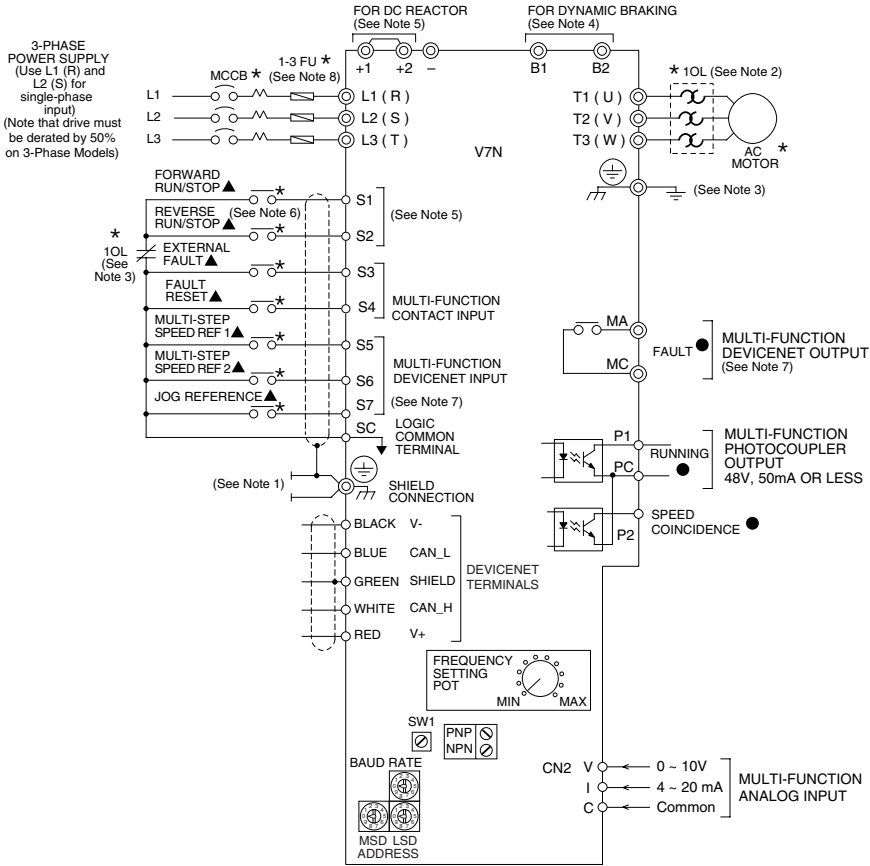 FOR DC REACTOR
(See Note 5)
FOR DYNAMIC BRAKING
(See Note 4)
3-PHASE
POWER SUPPLY
(Use L1 (R) and
L2 (S) for
single-phase
input)
(Note that drive must
be derated by 50%
on 3-Phase Models)
MCCB *
1-3 FU *
(See Note 8)
+1
+2
–
B1
B2
* 1OL (See Note 2)
L1
L2
L3
L1 ( R )
L2 ( S )
L3 ( T )
V7N
T1 ( U )
T2 ( V )
T3 ( W )
AC
MOTOR *
(See Note 3)
FORWARD
RUN/STOP▲
*
S1
(See Note 5)
REVERSE
RUN/STOP▲
(See Note 6)
*
S2
*
1OL
(See
Note 3)
EXTERNAL
FAULT▲
*
S3
FAULT
RESET▲
*
S4
MULTI-FUNCTION
CONTACT INPUT
MULTI-STEP
SPEED REF 1▲
*
S5
MULTI-STEP
SPEED REF 2▲
*
S6
MULTI-FUNCTION
DEVICENET INPUT
(See Note 7)
JOG REFERENCE▲
*
S7
SC
LOGIC
COMMON
TERMINAL
MA
MC
FAULT ●
MULTI-FUNCTION
DEVICENET OUTPUT
(See Note 7)
P1
PC
RUNNING
●
MULTI-FUNCTION
PHOTOCOUPLER
OUTPUT
48V, 50mA OR LESS
P2
SPEED
COINCIDENCE ●
(See Note 1)
SHIELD
CONNECTION
BLACK V-
BLUE CAN_L
GREEN SHIELD
WHITE CAN_H
RED V+
DEVICENET
TERMINALS
FREQUENCY
SETTING
POT
MIN
MAX
SW1
PNP
NPN
BAUD RATE
MSD LSD
ADDRESS
CN2
V 0 ~ 10V
I 4 ~ 20 mA
C Common
MULTI-FUNCTION
ANALOG INPUT